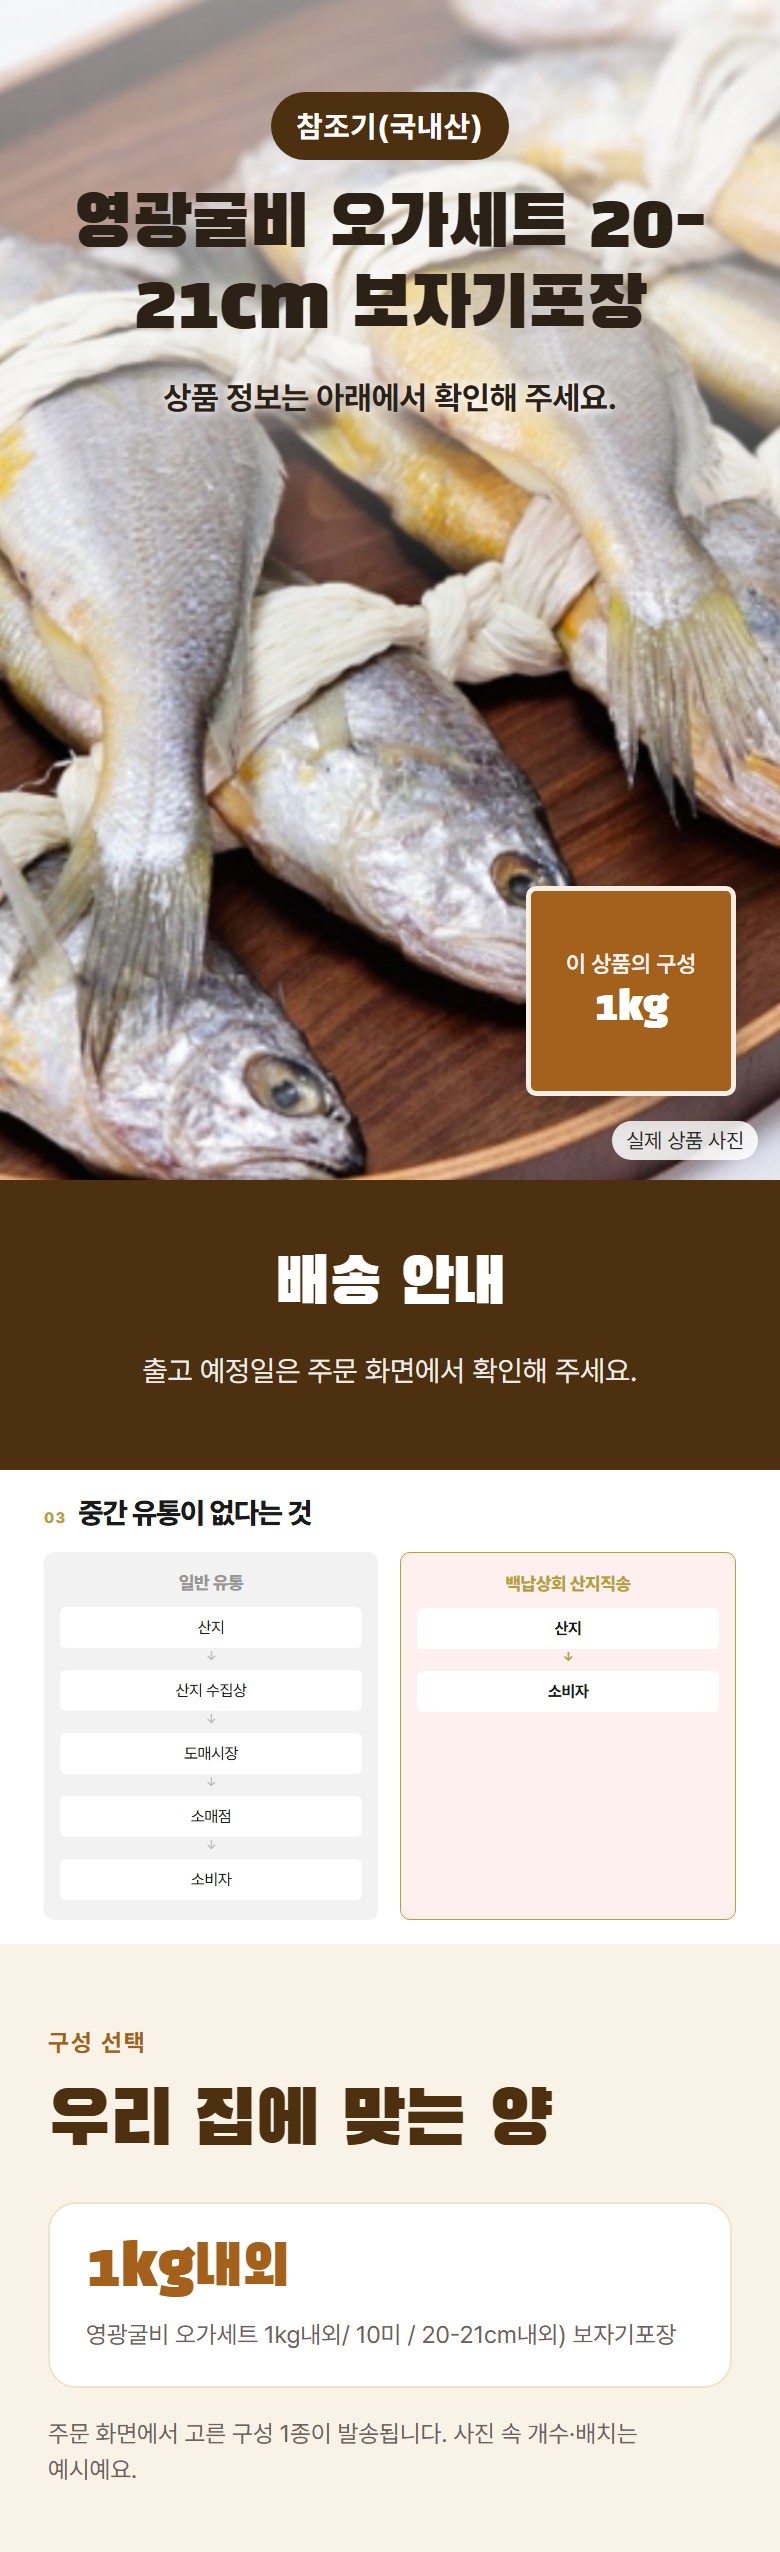 참조기(국내산)
영광굴비 오가세트 20-
21cm 보자기포장
상품 정보는 아래에서 확인해 주세요.
이 상품의 구성
1kg
실제 상품 사진
배송 안내
출고 예정일은 주문 화면에서 확인해 주세요.
03 중간 유통이 없다는 것
일반 유통
산지
↓
산지 수집상
↓
도매시장
↓
소매점
↓
소비자
백납상회 산지직송
산지
↓
소비자
구성 선택
우리 집에 맞는 양
1kg내외
영광굴비 오가세트 1kg내외/ 10미 / 20-21cm내외) 보자기포장
주문 화면에서 고른 구성 1종이 발송됩니다. 사진 속 개수·배치는
예시예요.